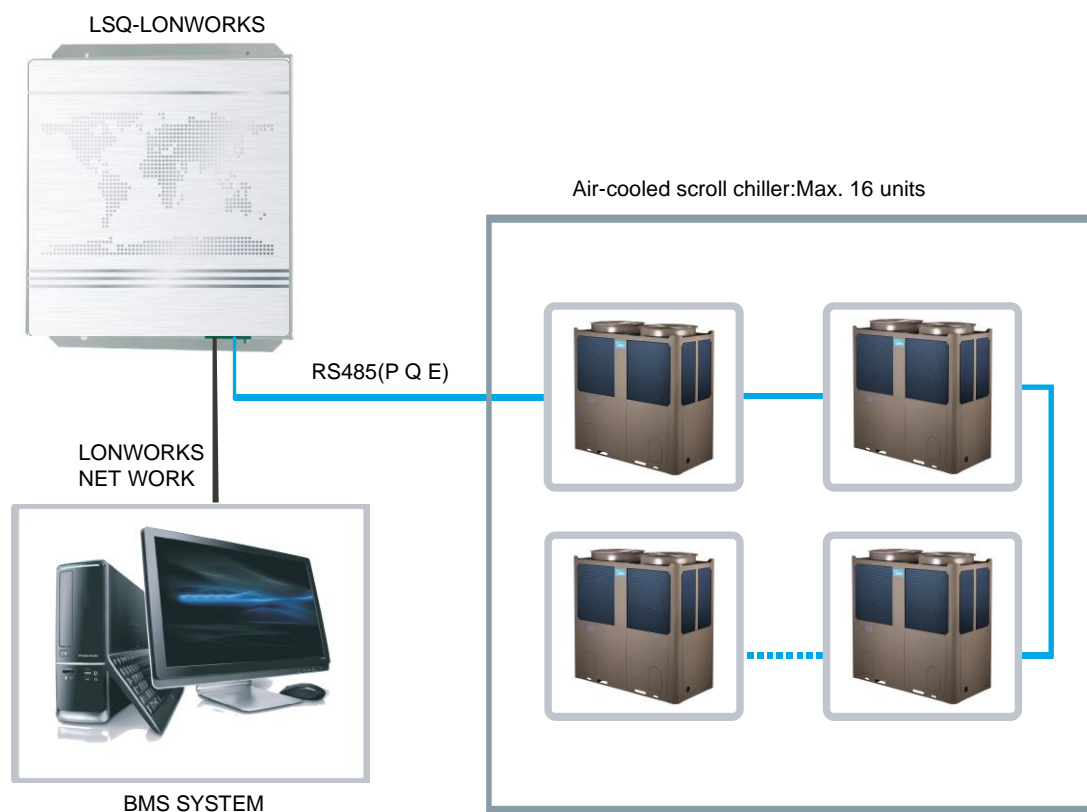 LSQ-LONWORKS
Air-cooled scroll chiller:Max. 16 units
RS485(P Q E)
LONWORKS
NET WORK
BMS SYSTEM